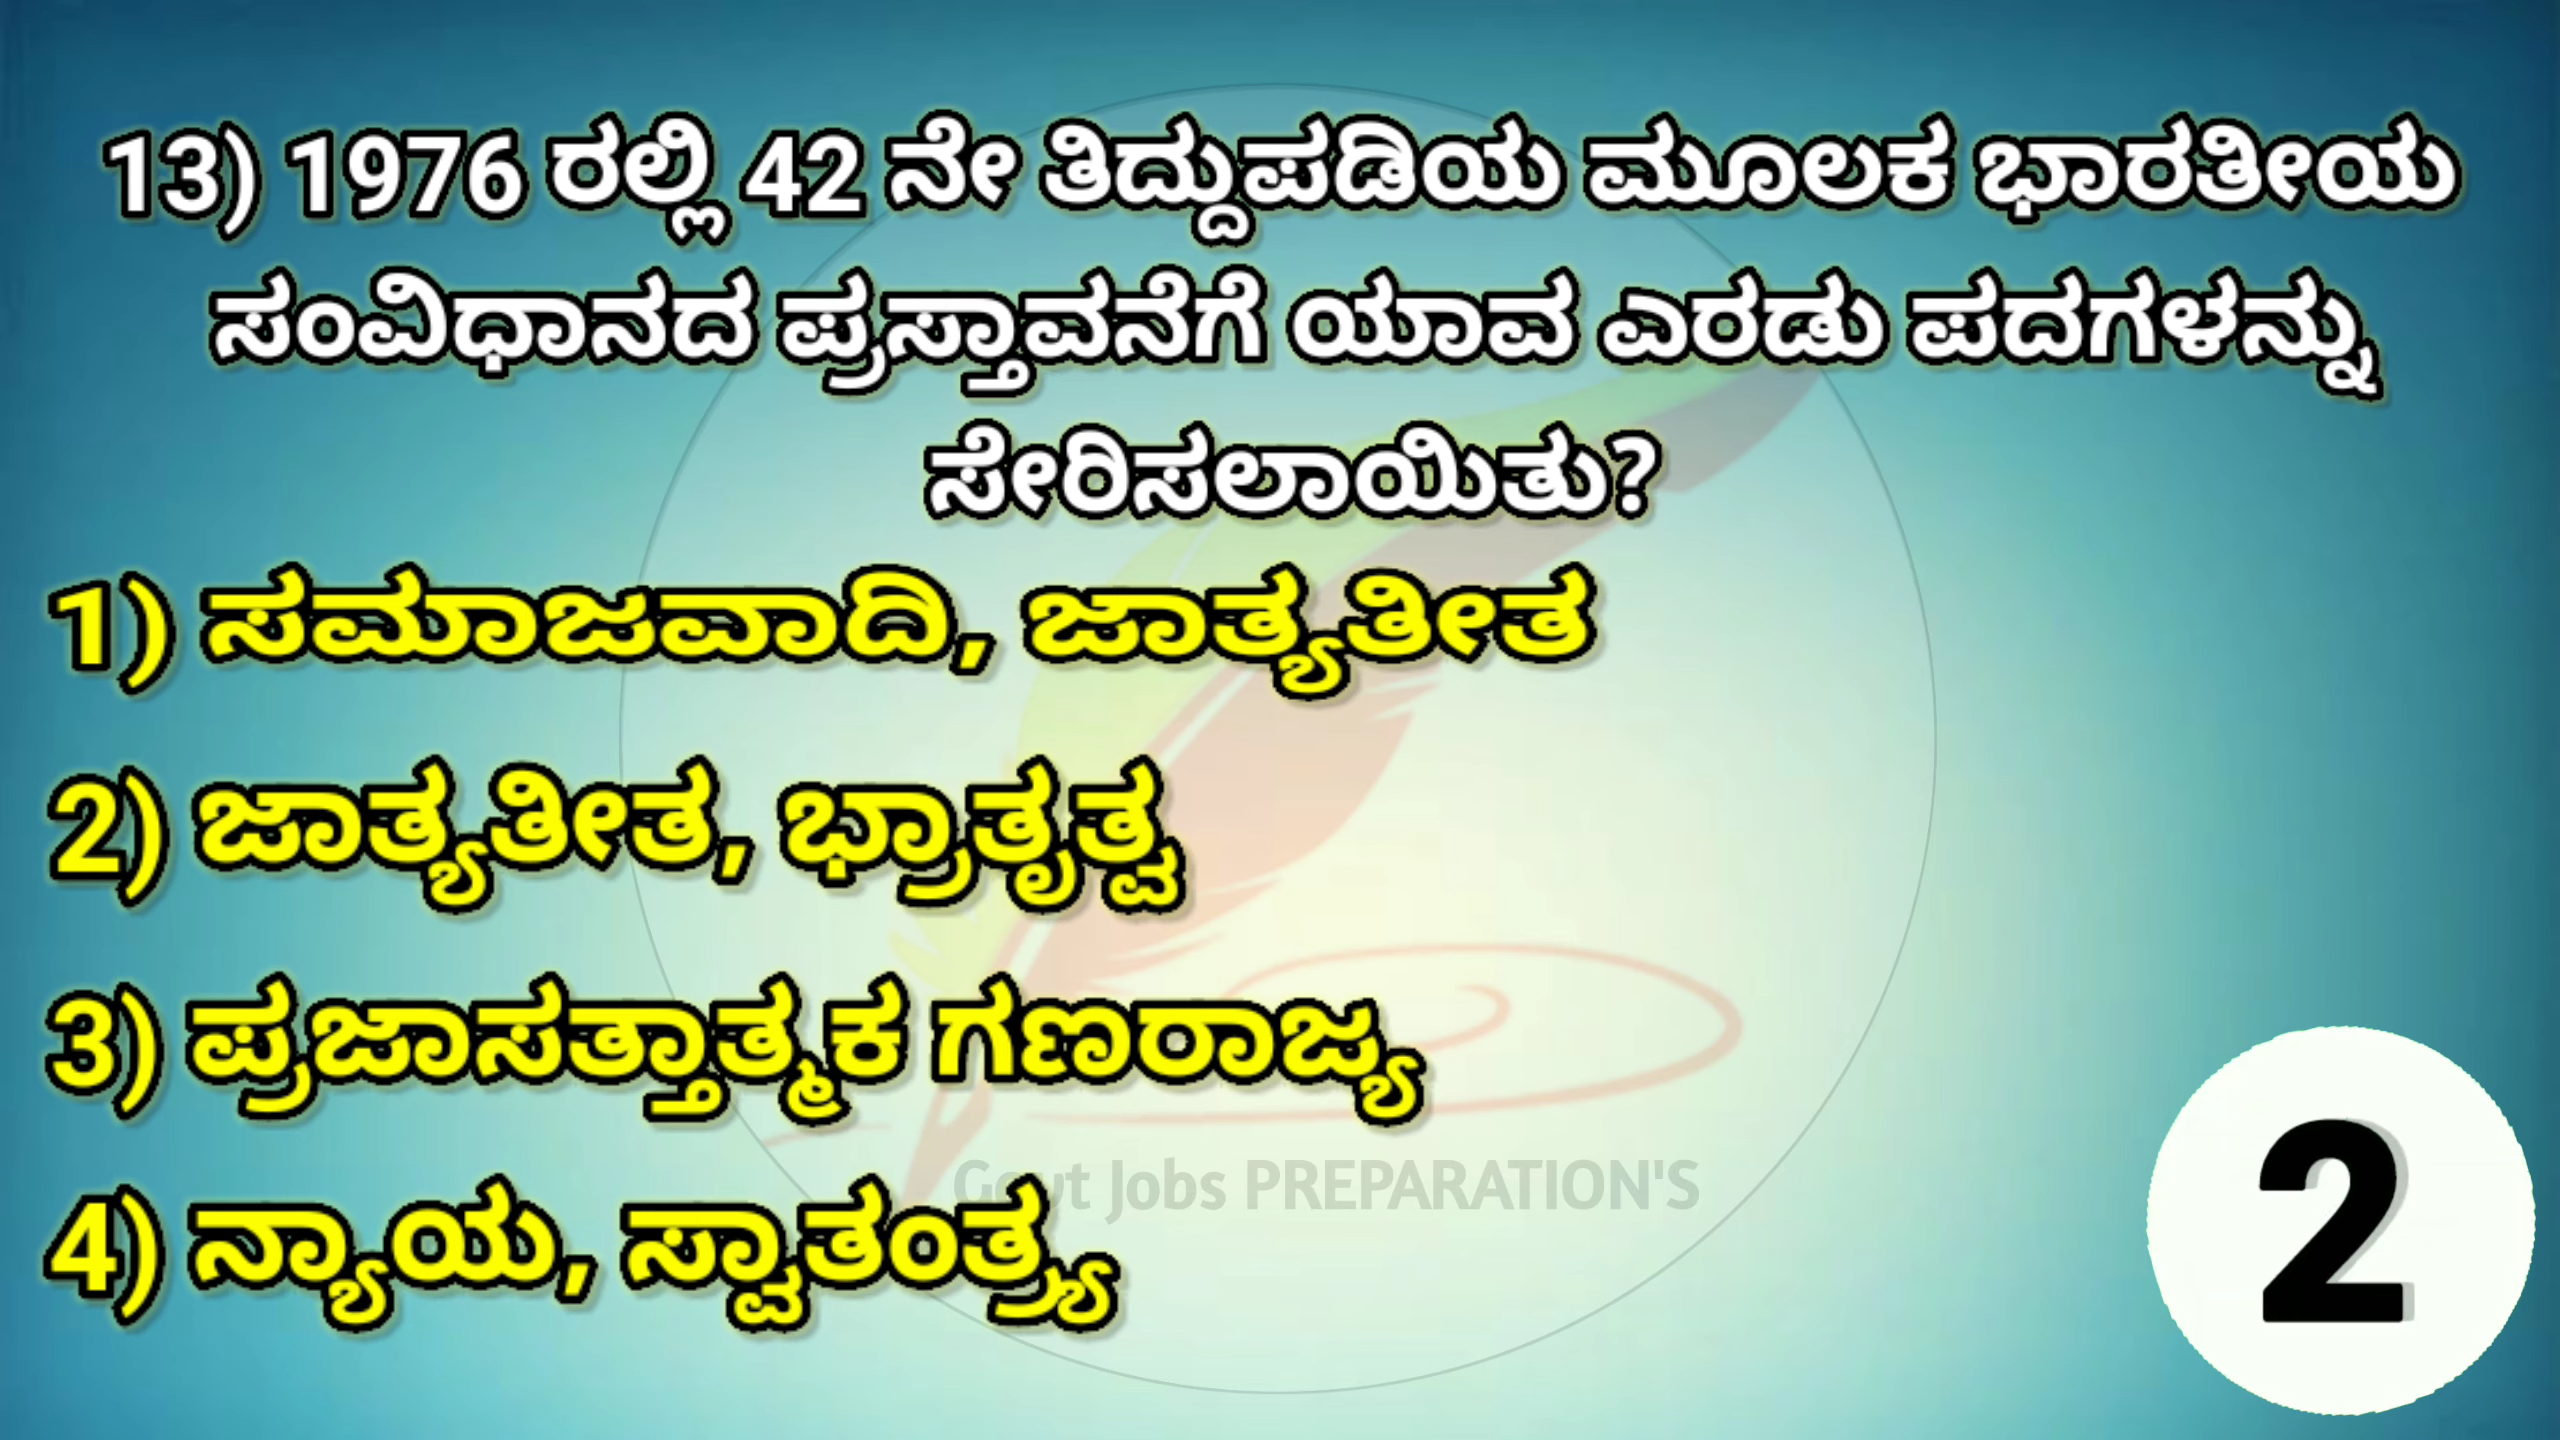 13) 1976 ರಲ್ಲಿ 42 ನೇ ತಿದ್ದುಪಡಿಯ ಮೂಲಕ ಭಾರತೀಯ
ಸಂವಿಧಾನದ ಪ್ರಸ್ತಾವನೆಗೆ ಯಾವ ಎರಡು ಪದಗಳನ್ನು
ಸೇರಿಸಲಾಯಿತು?
1) ಸಮಾಜವಾದಿ, ಜಾತ್ಯತೀತ
2) ಜಾತ್ಯತೀತ, ಭ್ರಾತೃತ್ವ
3) ಪ್ರಜಾಸತ್ತಾತ್ಮಕ ಗಣರಾಜ್ಯ
Govt Jobs PREPARATION'S
4) ನ್ಯಾಯ, ಸ್ವಾತಂತ್ರ್ಯ
2